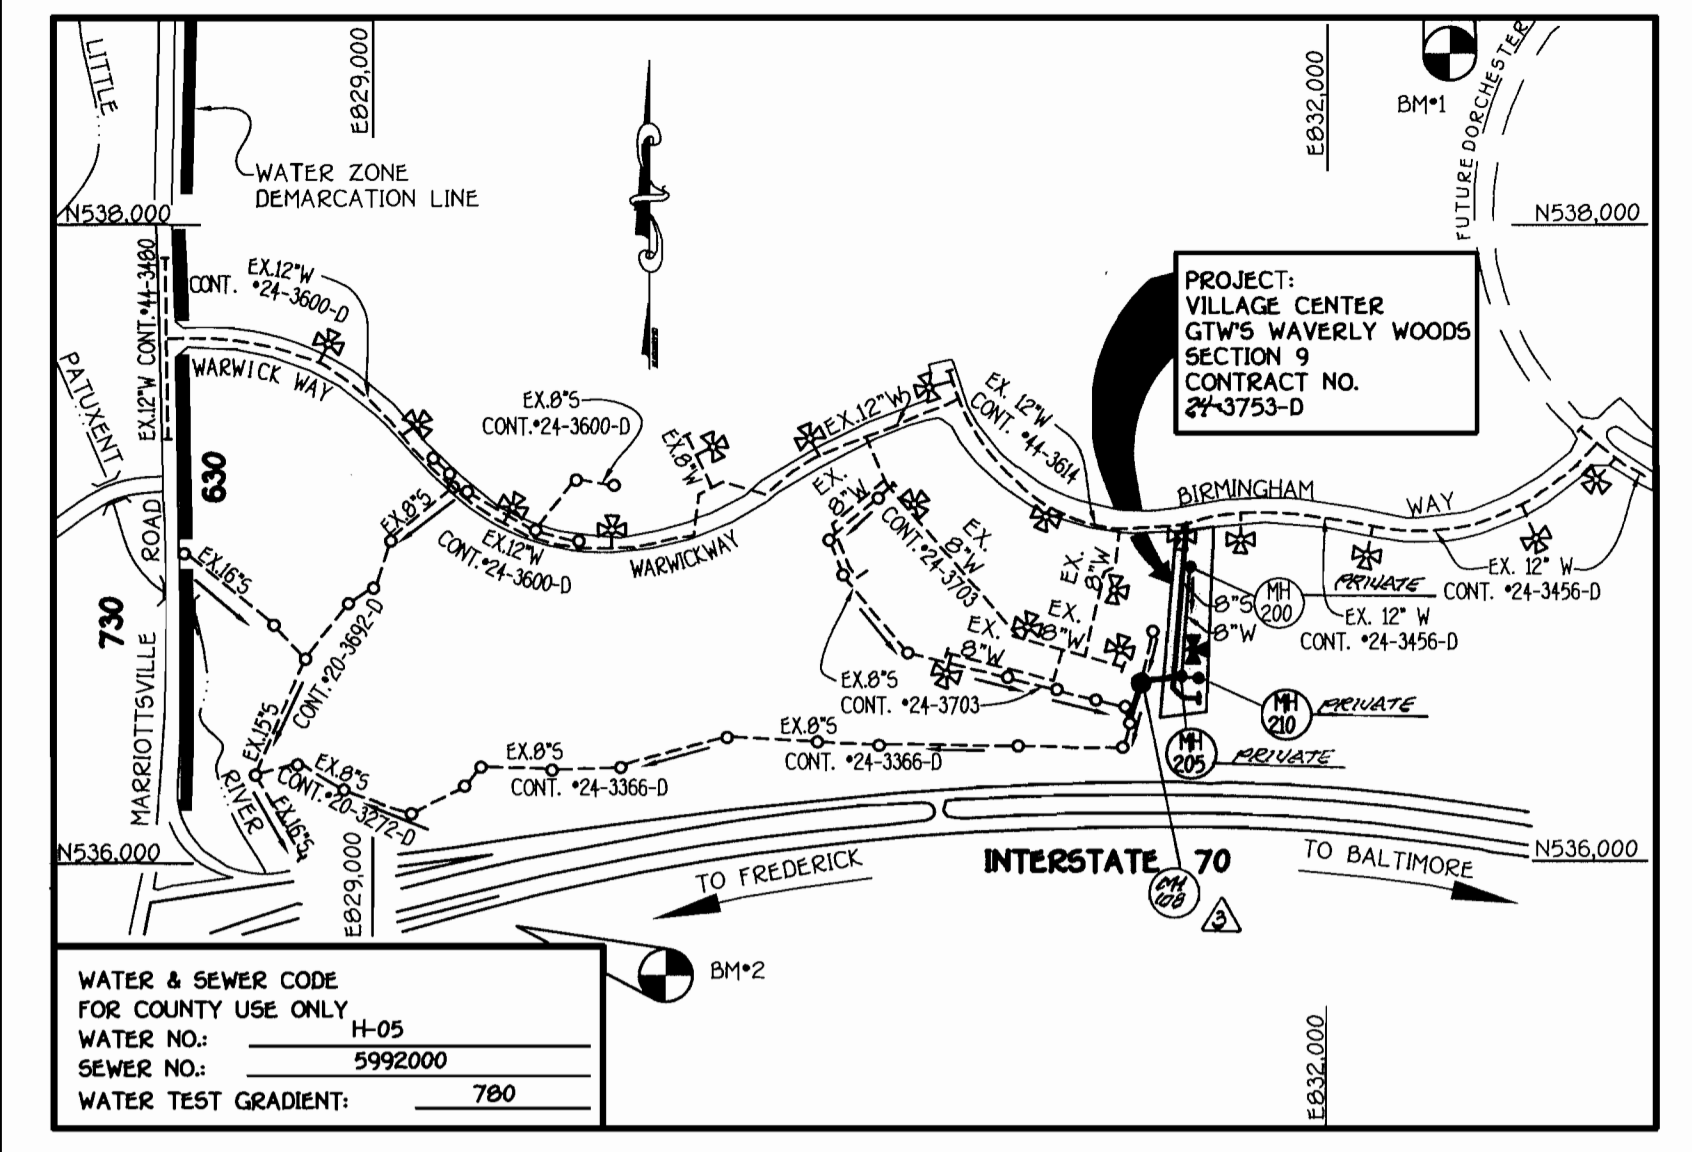 LITTLE
E829,000
WATER ZONE
DEMARCATION LINE
N538,000
E832,000
BM•1
FUTURE DORCHESTER
N538,000
EX.12"W CONT.•44-3480
EX.12"W
CONT. •24-3600-D
WARWICK WAY
PATUXENT
630
ROAD
730
MARRIOTTSVILLE
EX.8"S
CONT.•24-3600-D
EX.8"W
EX.12"W
EX. 12"W
CONT. •44-3614
PROJECT:
VILLAGE CENTER
GTW'S WAVERLY WOODS
SECTION 9
CONTRACT NO.
24-3753-D
EX.8"S
EX.12"W
CONT. •24-3600-D
WARWICKWAY
EX.
8"W
CONT. •24-3703
EX.
8"W
EX.
8"W
EX.
8"W
EX.
8"W
BIRMINGHAM
WAY
EX.16"S
CONT. •20-3692-D
EX.15"S
8"S
8"W
MH
200
PRIVATE
EX. 12" W
CONT. •24-3456-D
EX. 12" W
CONT. •24-3456-D
EX.8"S
CONT. •24-3703
MH
210
PRIVATE
MH
205
PRIVATE
EX.8"S
CONT. •24-3366-D
EX.8"S
CONT. •24-3366-D
EX.8"S
CONT. •20-3272-D
RIVER
EX.16"S
N536,000
E829,000
TO FREDERICK
INTERSTATE 70
TO BALTIMORE
N536,000
MH
108
3
BM•2
E832,000
WATER & SEWER CODE
FOR COUNTY USE ONLY
WATER NO.: H-05
SEWER NO.: 5992000
WATER TEST GRADIENT: 780